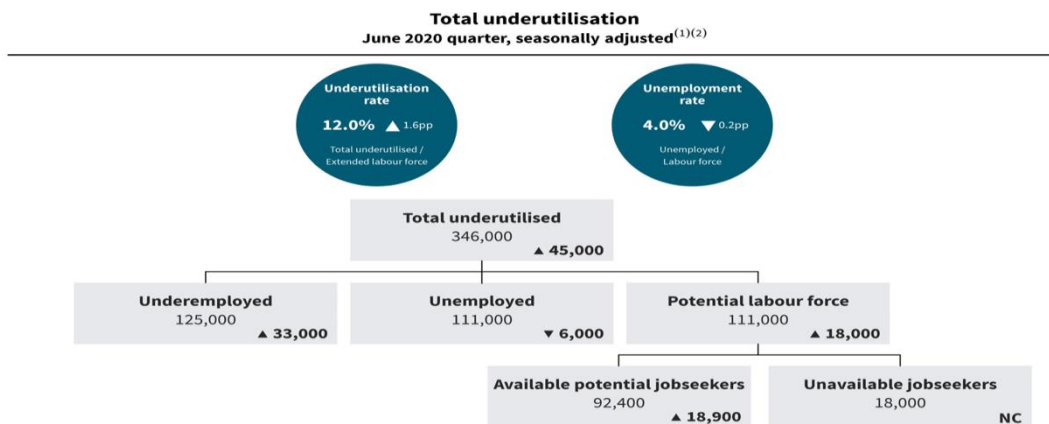 Total underutilisation
June 2020 quarter, seasonally adjusted(1)(2)
Underutilisation
rate
12.0% ▲ 1.6pp
Total underutilised /
Extended labour force
Unemployment
rate
4.0% ▼ 0.2pp
Unemployed /
Labour force
Total underutilised
346,000
▲ 45,000
Underemployed
125,000
▲ 33,000
Unemployed
111,000
▼ 6,000
Potential labour force
111,000
▲ 18,000
Available potential jobseekers
92,400
▲ 18,900
Unavailable jobseekers
18,000
NC